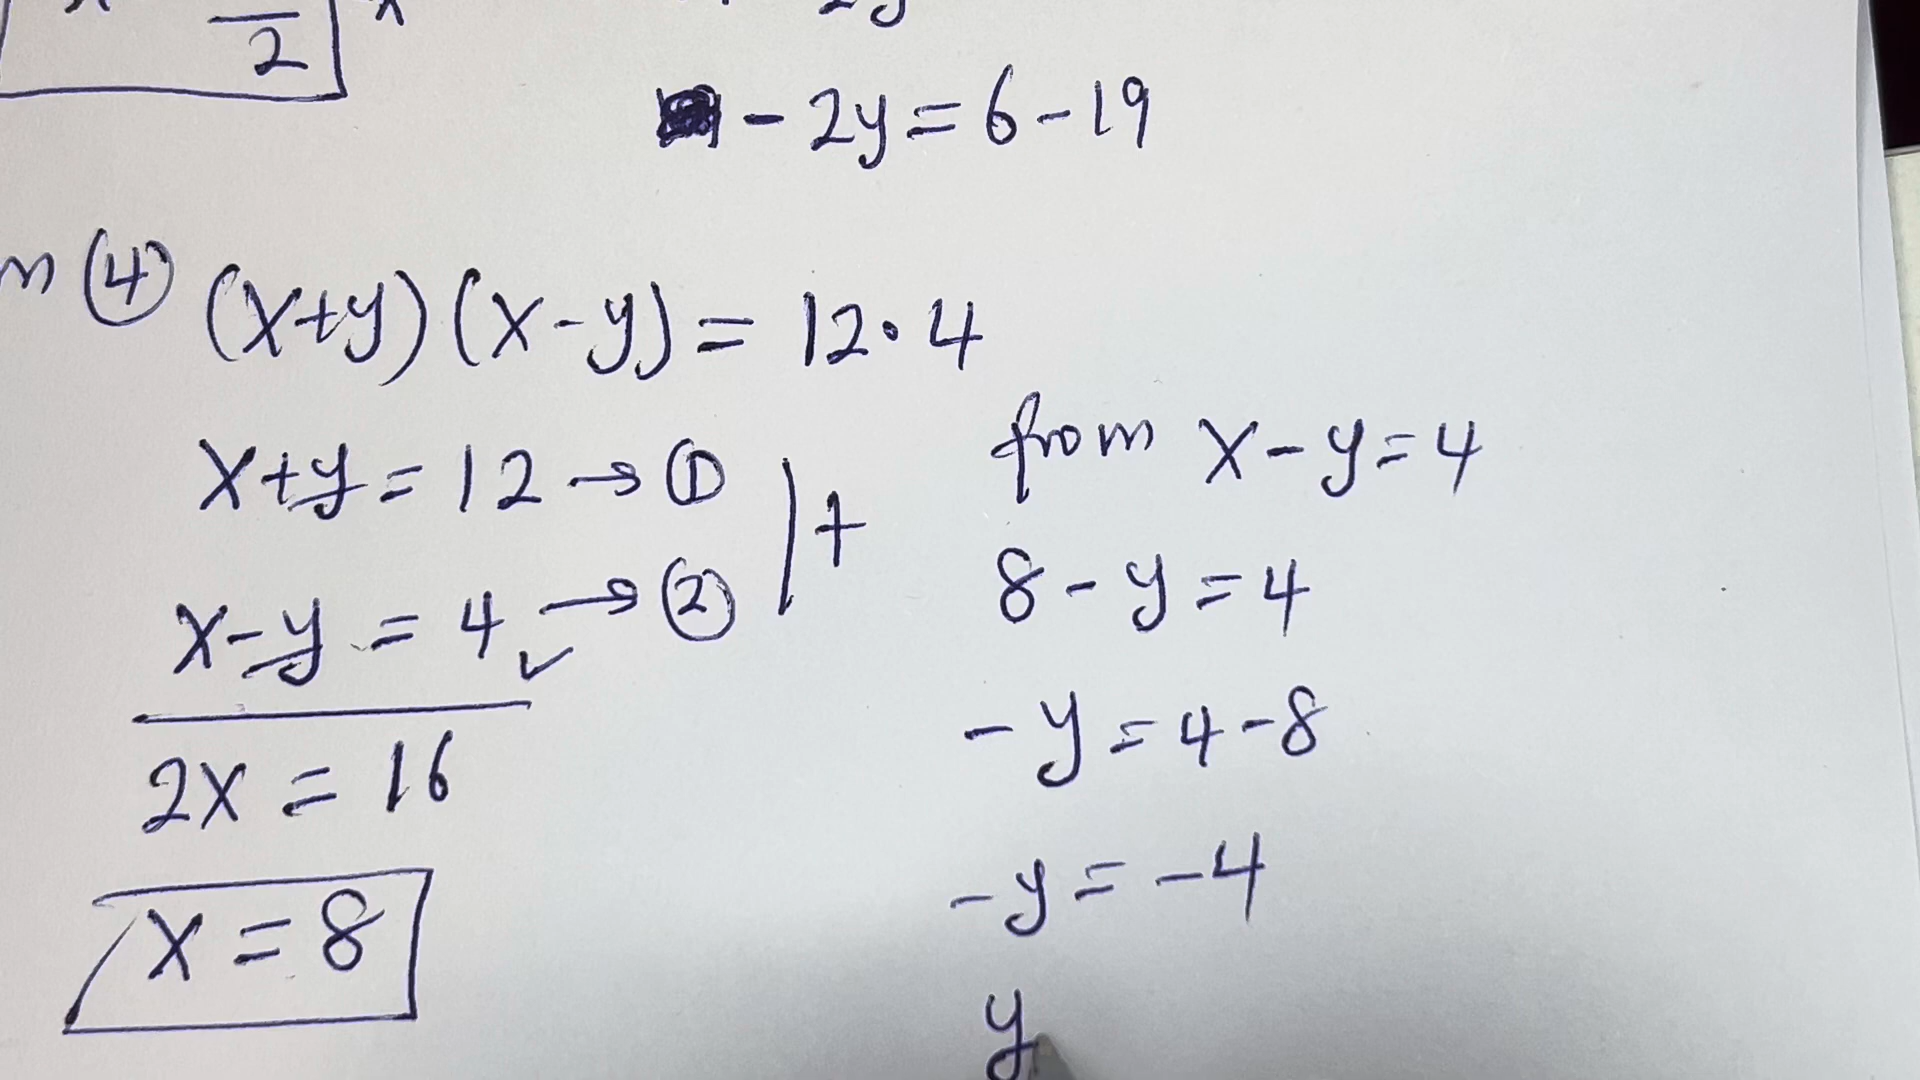 2
- 2y = 6 - 19
m ④ (x+y) (x-y) = 12·4
x+y = 12 → ①
x-y = 4 → ②
+
2x = 16
x = 8
from x-y=4
8-y=4
-y=4-8
-y=-4
y